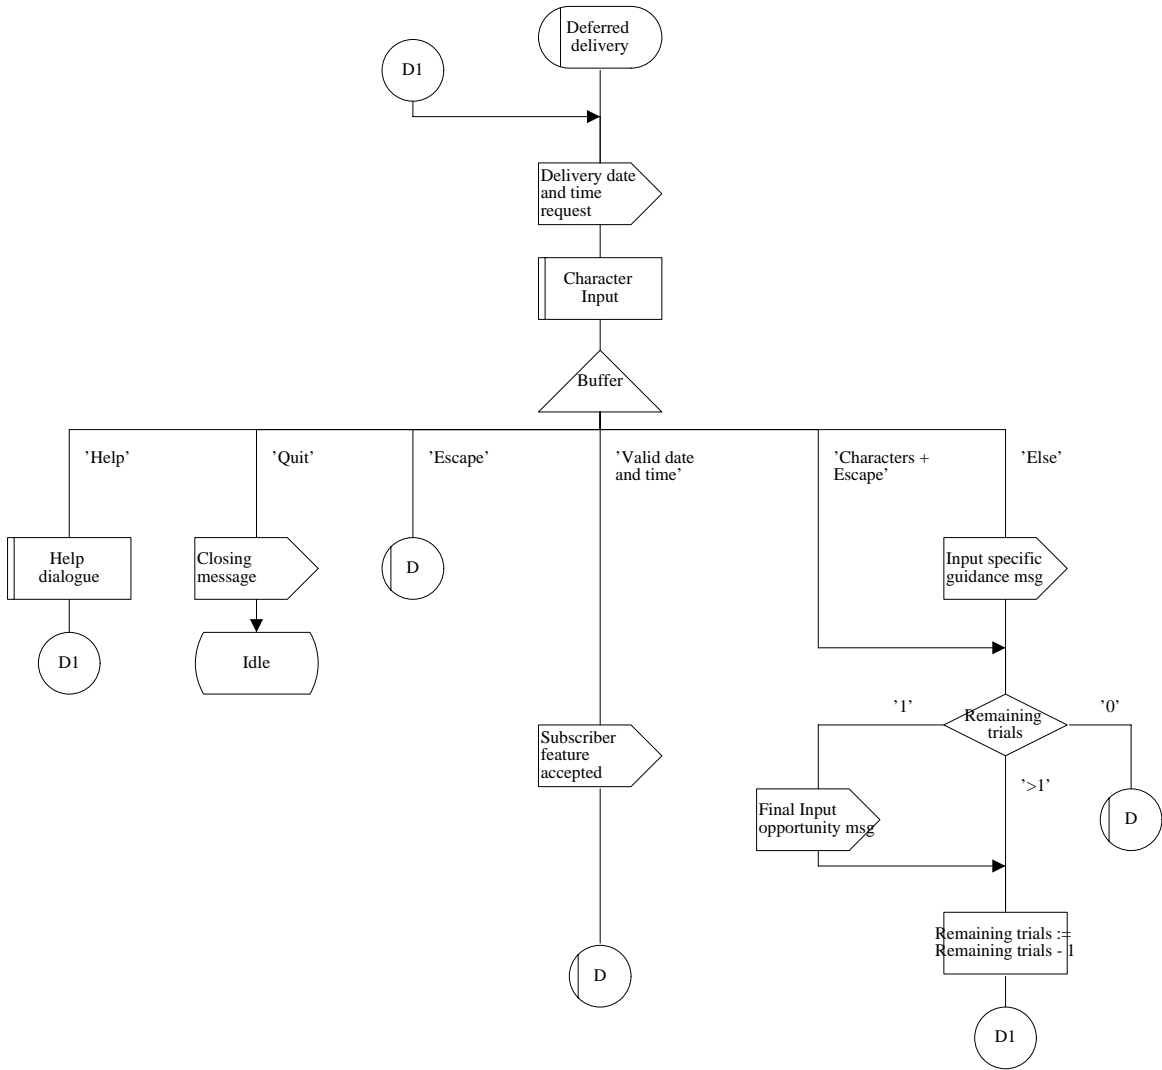 Deferred
delivery
D1
Delivery date
and time
request
Character
Input
Buffer
’Help’
’Quit’
’Escape’
’Valid date
and time’
’Characters +
Escape’
’Else’
Help
dialogue
Closing
message
D
Input specific
guidance msg
D1
Idle
’1’
Remaining
trials
’0’
Subscriber
feature
accepted
’>1’
Final Input
opportunity msg
D
Remaining trials :=
Remaining trials - 1
D
D1